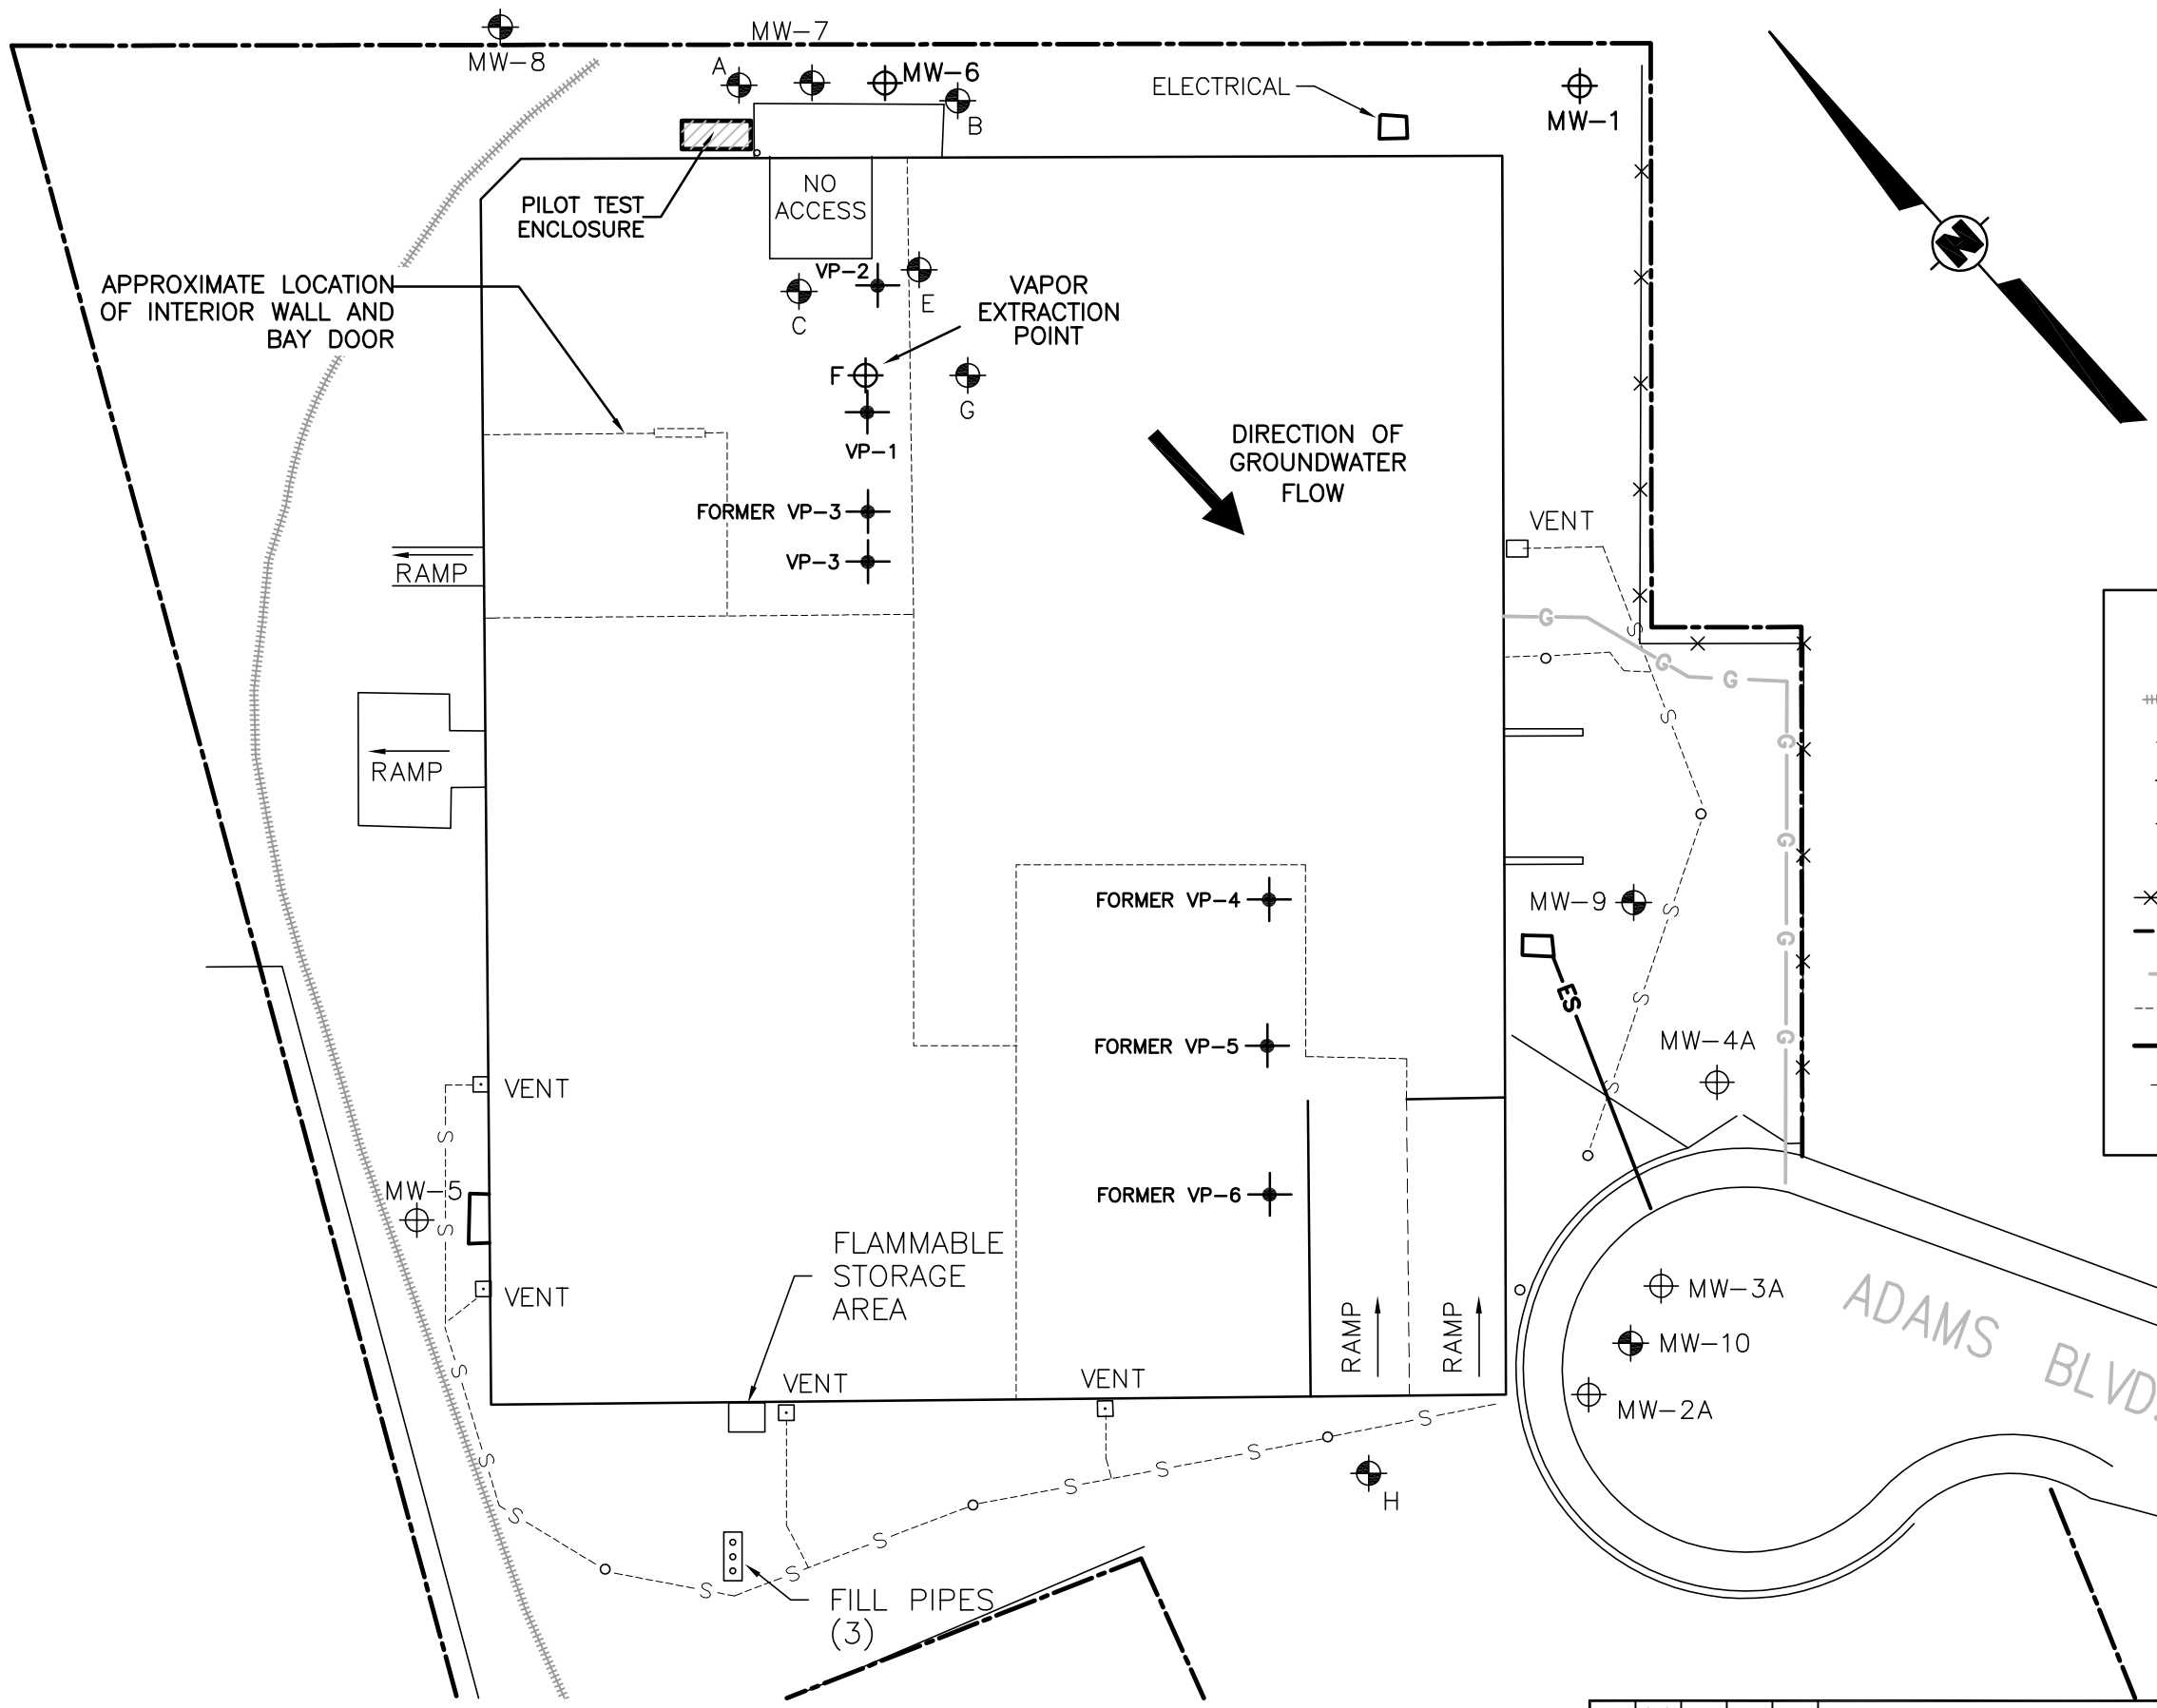 MW-7
MW-8
A
MW-6
B
ELECTRICAL
MW-1
NO
ACCESS
PILOT TEST
ENCLOSURE
N
APPROXIMATE LOCATION
OF INTERIOR WALL AND
BAY DOOR
VP-2
C
E
VAPOR
EXTRACTION
POINT
F
G
VP-1
DIRECTION OF
GROUNDWATER
FLOW
FORMER VP-3
VP-3
VENT
RAMP
G
S
G
G
S
RAMP
G
G
FORMER VP-4
MW-9
S
G
ES
S
FORMER VP-5
MW-4A
G
VENT
S
S
MW-5
FORMER VP-6
S
FLAMMABLE
STORAGE
AREA
VENT
MW-3A
ADAMS BLVD.
RAMP
RAMP
MW-10
S
VENT
VENT
MW-2A
S
S
S
S
S
H
S
S
S
S
S
FILL PIPES
(3)